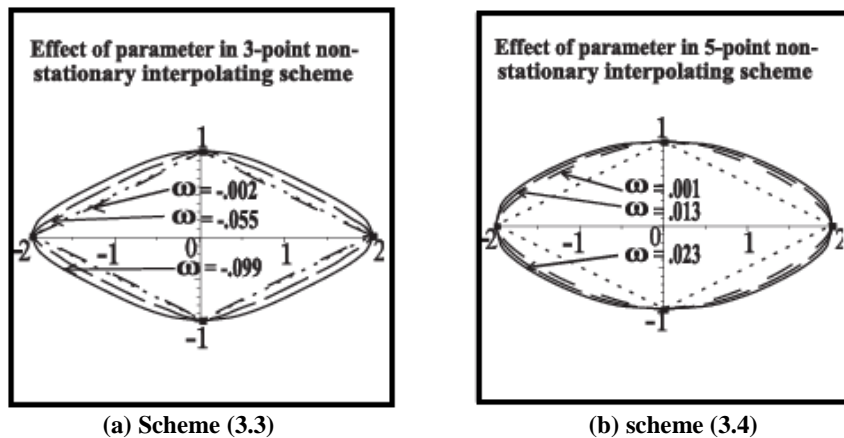 Effect of parameter in 3-point non-
stationary interpolating scheme
1
ω= -.002
ω= -.055
-2
-1
0
1
2
ω= -.099
-1
(a) Scheme (3.3)
Effect of parameter in 5-point non-
stationary interpolating scheme
1
ω= .001
ω= .013
-2
-1
0
1
2
ω= .023
-1
(b) scheme (3.4)